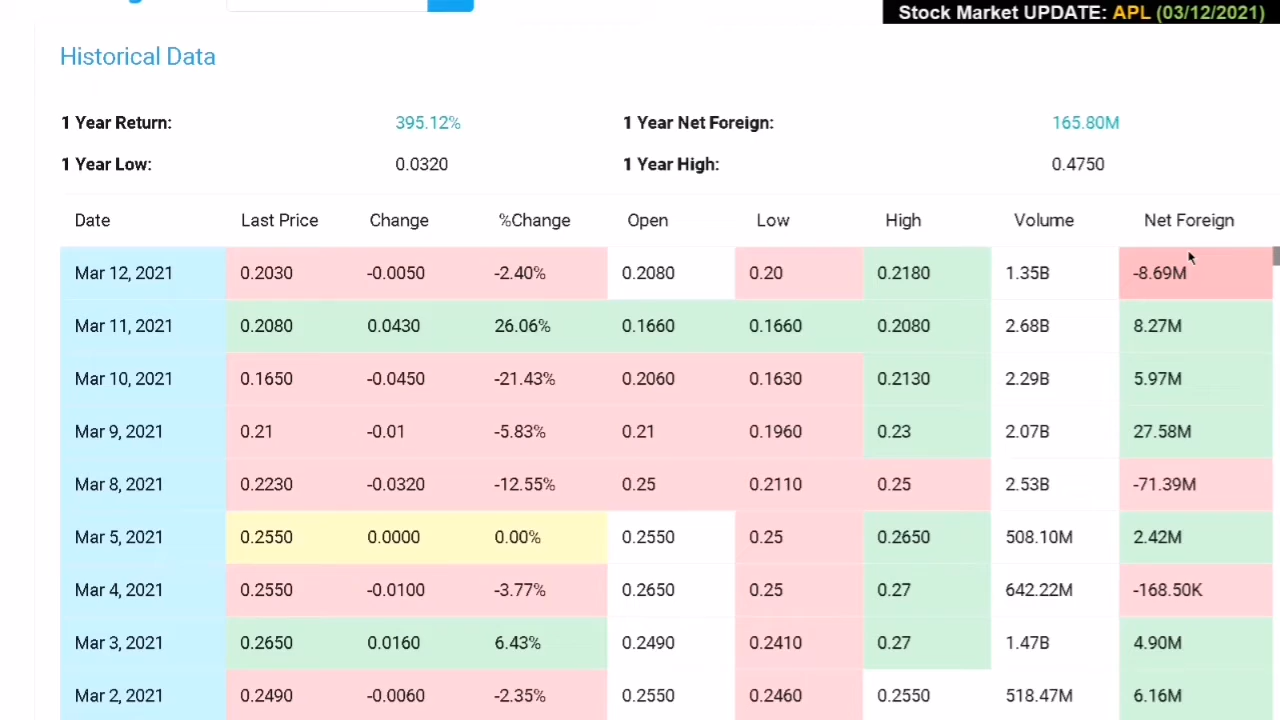 Stock Market UPDATE: APL (03/12/2021)
Historical Data
1 Year Return: 395.12% 1 Year Net Foreign: 165.80M
1 Year Low: 0.0320 1 Year High: 0.4750
Date Last Price Change %Change Open Low High Volume Net Foreign
Mar 12, 2021 0.2030 -0.0050 -2.40% 0.2080 0.20 0.2180 1.35B -8.69M
Mar 11, 2021 0.2080 0.0430 26.06% 0.1660 0.1660 0.2080 2.68B 8.27M
Mar 10, 2021 0.1650 -0.0450 -21.43% 0.2060 0.1630 0.2130 2.29B 5.97M
Mar 9, 2021 0.21 -0.01 -5.83% 0.21 0.1960 0.23 2.07B 27.58M
Mar 8, 2021 0.2230 -0.0320 -12.55% 0.25 0.2110 0.25 2.53B -71.39M
Mar 5, 2021 0.2550 0.0000 0.00% 0.2550 0.25 0.2650 508.10M 2.42M
Mar 4, 2021 0.2550 -0.0100 -3.77% 0.2650 0.25 0.27 642.22M -168.50K
Mar 3, 2021 0.2650 0.0160 6.43% 0.2490 0.2410 0.27 1.47B 4.90M
Mar 2, 2021 0.2490 -0.0060 -2.35% 0.2550 0.2460 0.2550 518.47M 6.16M